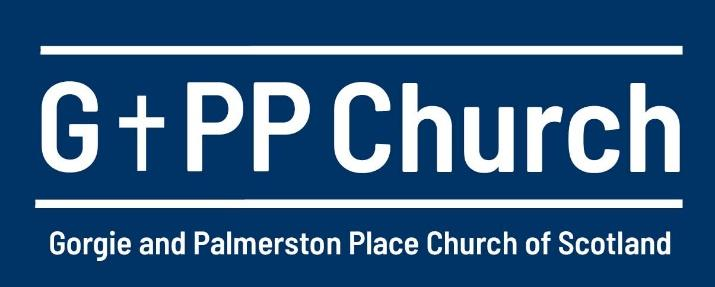 G✝PP Church
Gorgie and Palmerston Place Church of Scotland